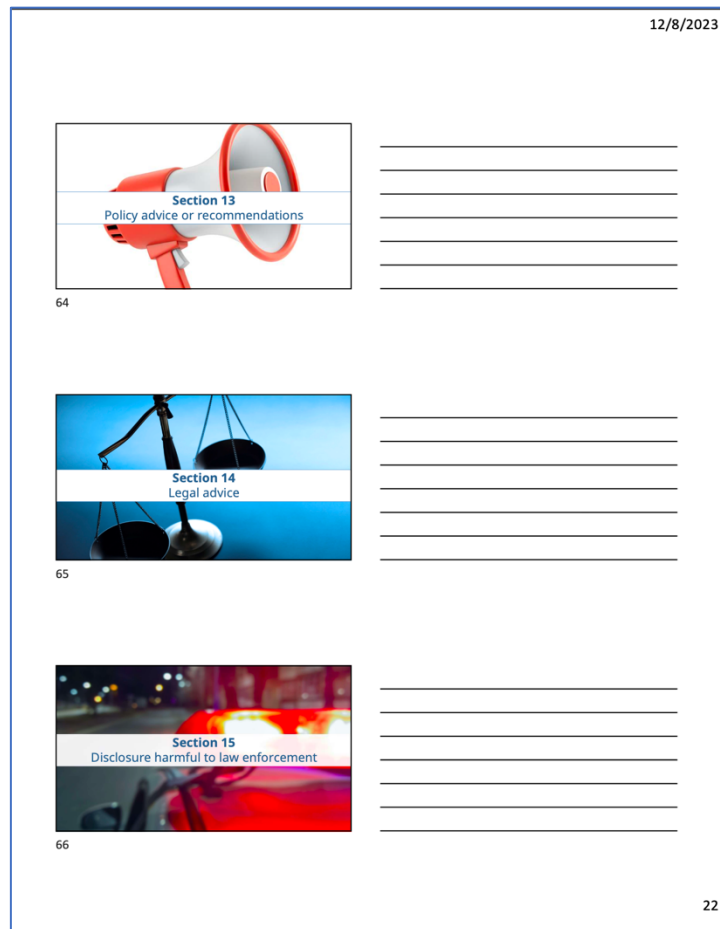 12/8/2023
Section 13
Policy advice or recommendations
64
Section 14
Legal advice
65
Section 15
Disclosure harmful to law enforcement
66
22